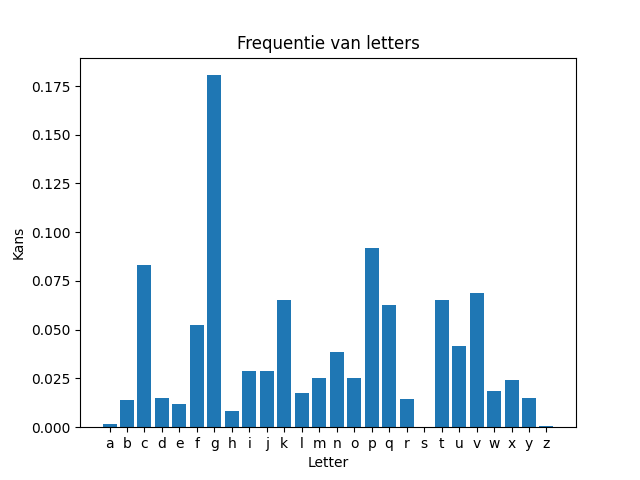 Frequentie van letters
0.175
0.150
0.125
0.100
0.075
0.050
0.025
0.000
Kans
a b c d e f g h i j k l m n o p q r s t u v w x y z
Letter